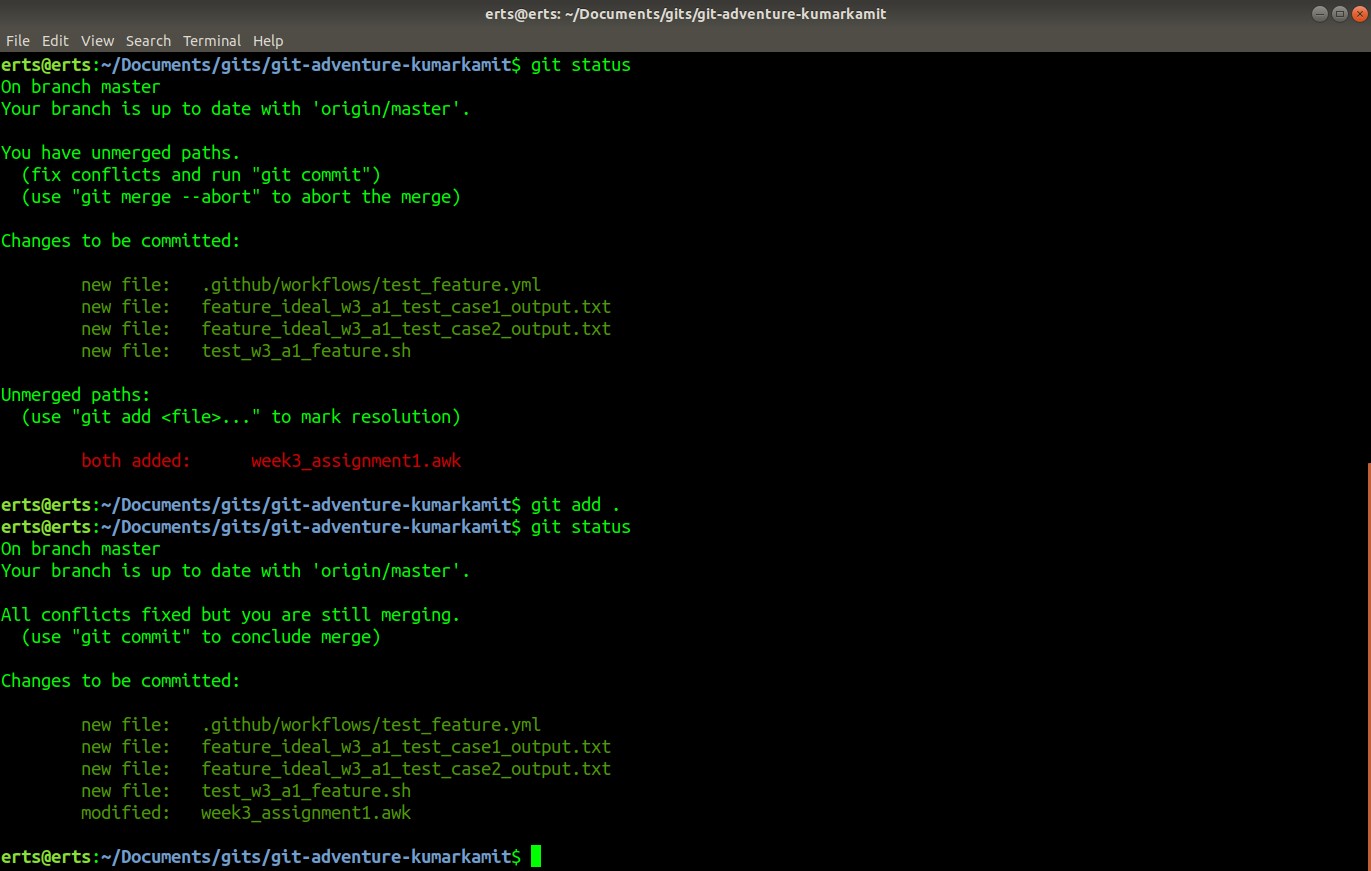 erts@erts: ~/Documents/gits/git-adventure-kumarkamit
File Edit View Search Terminal Help
erts@erts:~/Documents/gits/git-adventure-kumarkamit$ git status
On branch master
Your branch is up to date with 'origin/master'.
You have unmerged paths.
(fix conflicts and run "git commit")
(use "git merge --abort" to abort the merge)
Changes to be committed:
new file: .github/workflows/test_feature.yml
new file: feature_ideal_w3_a1_test_case1_output.txt
new file: feature_ideal_w3_a1_test_case2_output.txt
new file: test_w3_a1_feature.sh
Unmerged paths:
(use "git add <file>..." to mark resolution)
both added: week3_assignment1.awk
erts@erts:~/Documents/gits/git-adventure-kumarkamit$ git add .
erts@erts:~/Documents/gits/git-adventure-kumarkamit$ git status
On branch master
Your branch is up to date with 'origin/master'.
All conflicts fixed but you are still merging.
(use "git commit" to conclude merge)
Changes to be committed:
new file: .github/workflows/test_feature.yml
new file: feature_ideal_w3_a1_test_case1_output.txt
new file: feature_ideal_w3_a1_test_case2_output.txt
new file: test_w3_a1_feature.sh
modified: week3_assignment1.awk
erts@erts:~/Documents/gits/git-adventure-kumarkamit$